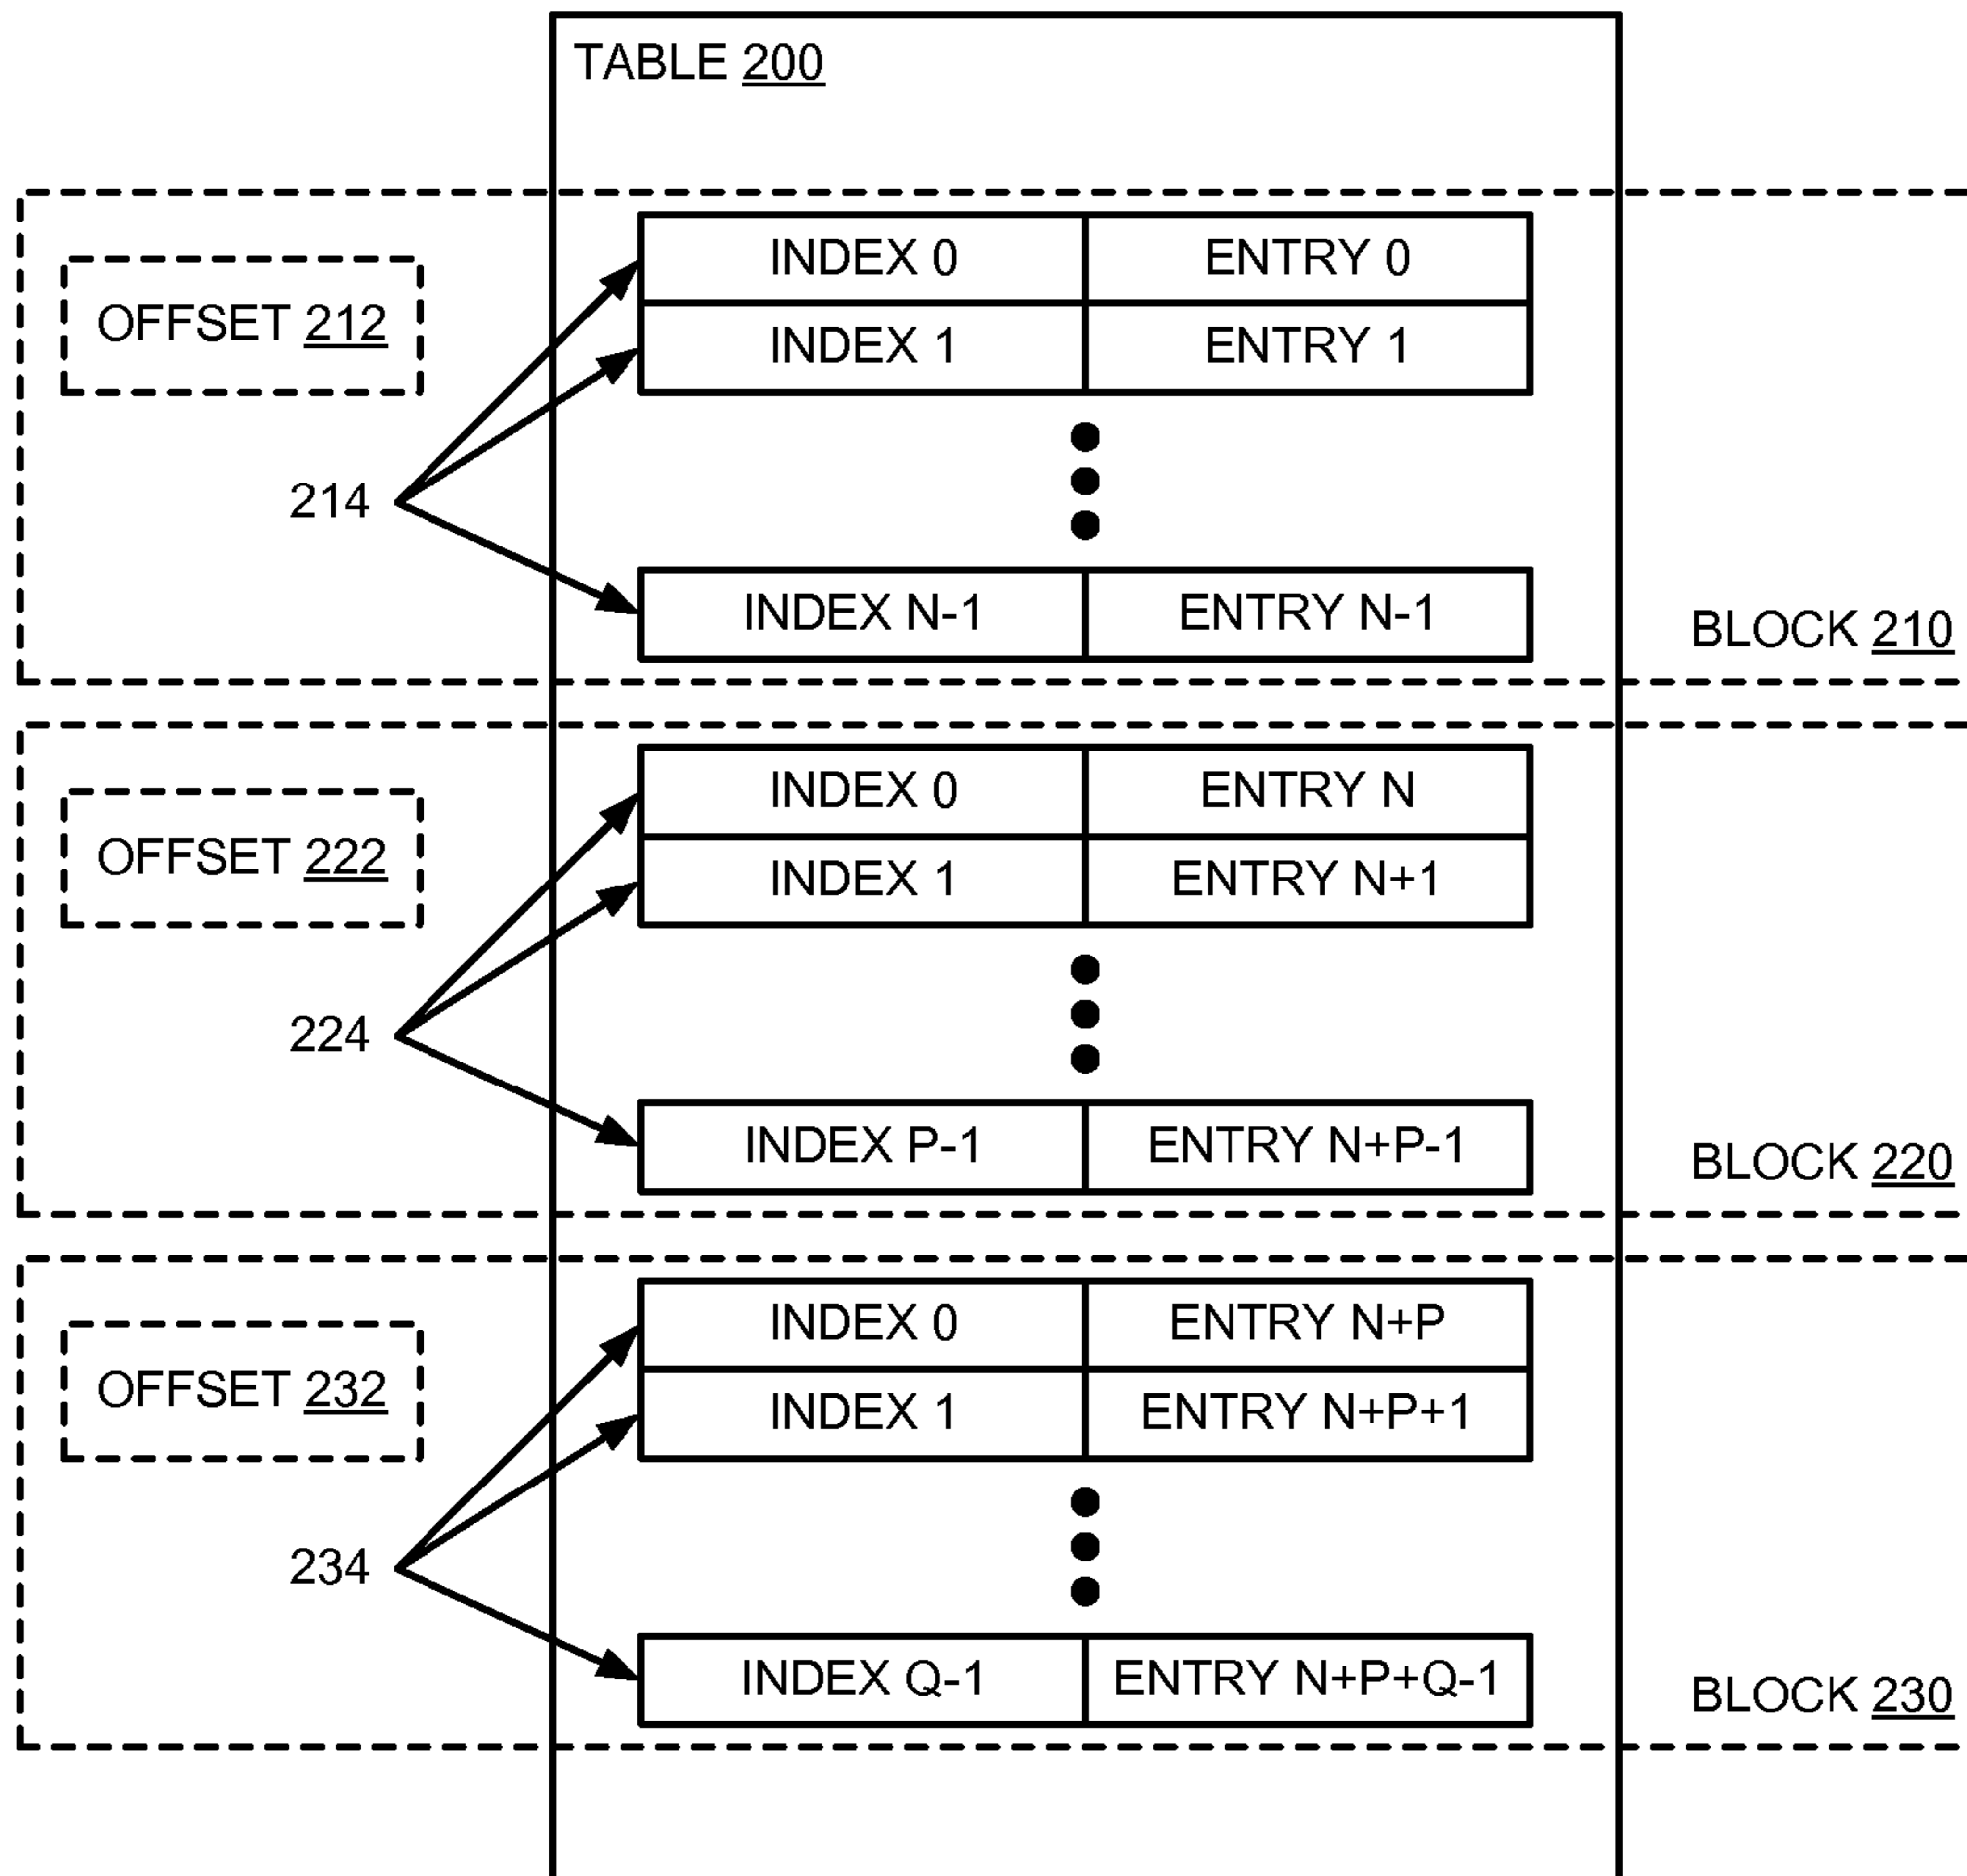 TABLE 200
INDEX 0 ENTRY 0
OFFSET 212
INDEX 1 ENTRY 1
214
INDEX N-1 ENTRY N-1
BLOCK 210
INDEX 0 ENTRY N
OFFSET 222
INDEX 1 ENTRY N+1
224
INDEX P-1 ENTRY N+P-1
BLOCK 220
INDEX 0 ENTRY N+P
OFFSET 232
INDEX 1 ENTRY N+P+1
234
INDEX Q-1 ENTRY N+P+Q-1
BLOCK 230